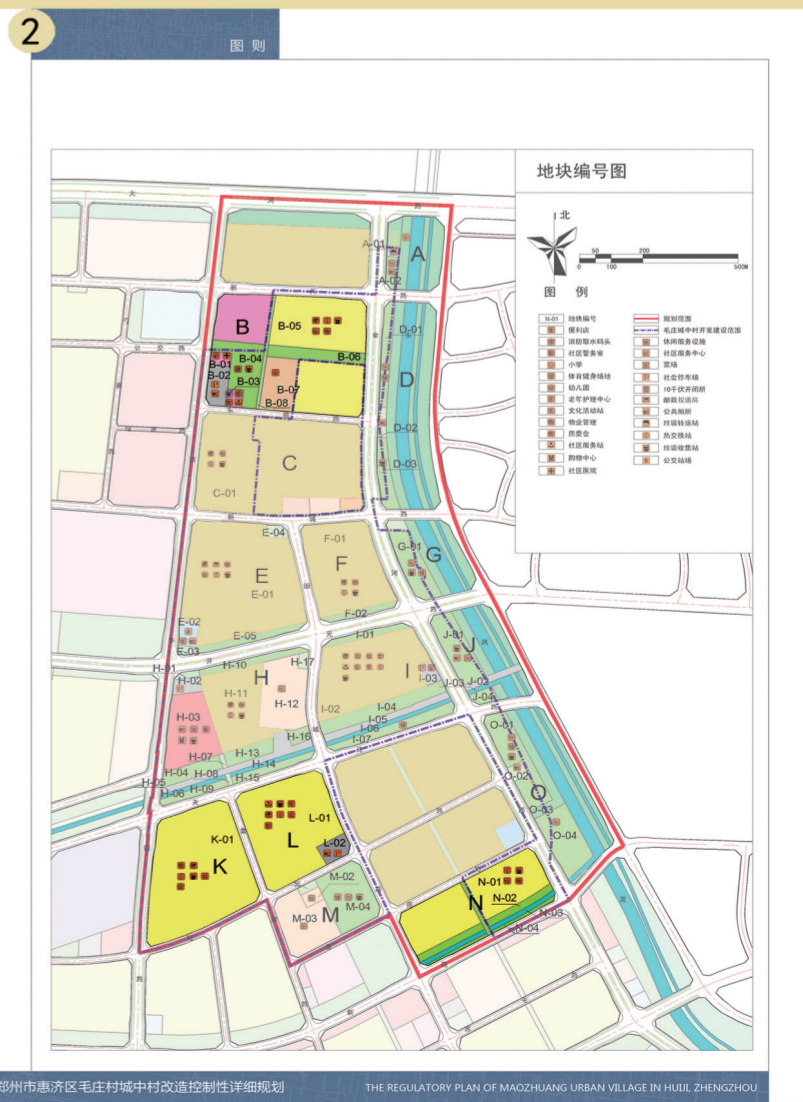 2
图 则
地块编号图
北
50 200
0 100 500M
图 例
N-01 地块编号
便利店
消防取水码头
社区警务室
小学
体育健身场地
幼儿园
老年护理中心
文化活动站
物业管理
居委会
社区服务站
购物中心
社区医院
规划范围
毛庄城中村开发建设范围
休闲服务设施
社区服务中心
菜场
社会停车场
10千伏开闭所
邮政投递局
公共厕所
垃圾转运站
热交换站
垃圾收集站
公交站场
A-01
A
A-02
B
B-05
D-01
B-04
B-06
B-01
B-02
B-03
B-07
B-08
D
D-02
C
D-03
C-01
E-04
F-01
G-01
G
E
F
E-01
F-02
E-02
E-05
E-03
I-01
J-01
J
H-01
H-10
H-17
H
I
I-03
H-02
J-03
J-02
J-04
H-11
H-12
I-02
I-04
H-03
I-05
I-06
I-07
O-01
H-16
H-07
H-13
H-14
H-04
H-08
H-15
H-05
H-06
H-09
O-02
O
O-03
O-04
K-01
L-01
L
L-02
K
M-02
N-01
M
M-04
M-03
N
N-02
N-03
N-04
郑州市惠济区毛庄村城中村改造控制性详细规划
THE REGULATORY PLAN OF MAOZHUANG URBAN VILLAGE IN HUIJI, ZHENGZHOU